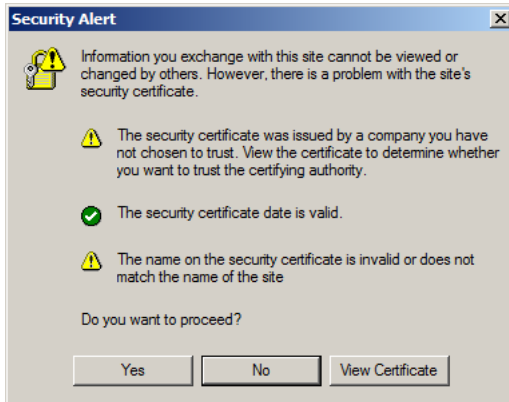 Security Alert
Information you exchange with this site cannot be viewed or
changed by others. However, there is a problem with the site's
security certificate.
The security certificate was issued by a company you have
not chosen to trust. View the certificate to determine whether
you want to trust the certifying authority.
The security certificate date is valid.
The name on the security certificate is invalid or does not
match the name of the site
Do you want to proceed?
Yes
No
View Certificate